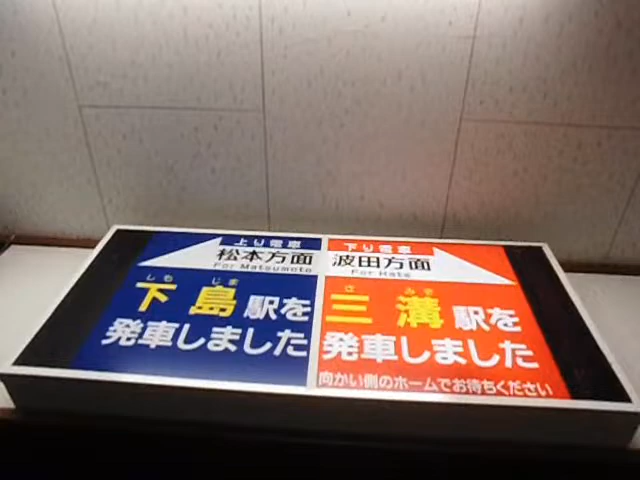 上り電車
松本方面
For Matsumoto
しも じま
下島駅を
発車しました
下り電車
波田方面
For Hata
さ みぞ
三溝駅を
発車しました
向かい側のホームでお待ちください